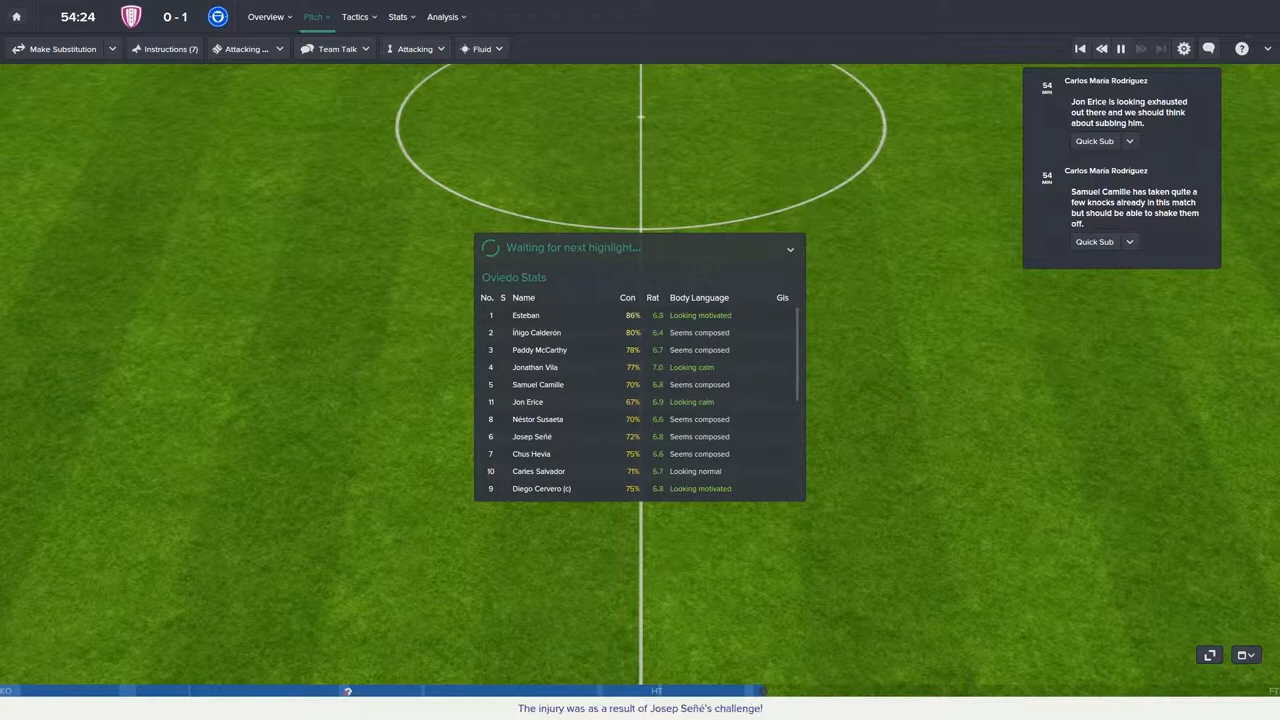 54:24 0 - 1 Overview Pitch Tactics Stats Analysis
Make Substitution Instructions (7) Attacking ... Team Talk Attacking Fluid
54 MIN Carlos María Rodríguez
Jon Erice is looking exhausted
out there and we should think
about subbing him.
Quick Sub
54 MIN Carlos María Rodríguez
Samuel Camille has taken quite a
few knocks already in this match
but should be able to shake them
off.
Quick Sub
Waiting for next highlight...
Oviedo Stats
No. S Name Con Rat Body Language Gls
1 Esteban 86% 6.8 Looking motivated
2 Íñigo Calderón 80% 6.4 Seems composed
3 Paddy McCarthy 78% 6.7 Seems composed
4 Jonathan Vila 77% 7.0 Looking calm
5 Samuel Camille 70% 6.8 Seems composed
11 Jon Erice 67% 6.9 Looking calm
8 Néstor Susaeta 70% 6.6 Seems composed
6 Josep Señé 72% 6.8 Seems composed
7 Chus Hevia 75% 6.6 Seems composed
10 Carles Salvador 71% 6.7 Looking normal
9 Diego Cervero (c) 75% 6.8 Looking motivated
KO HT FT
The injury was as a result of Josep Señé's challenge!